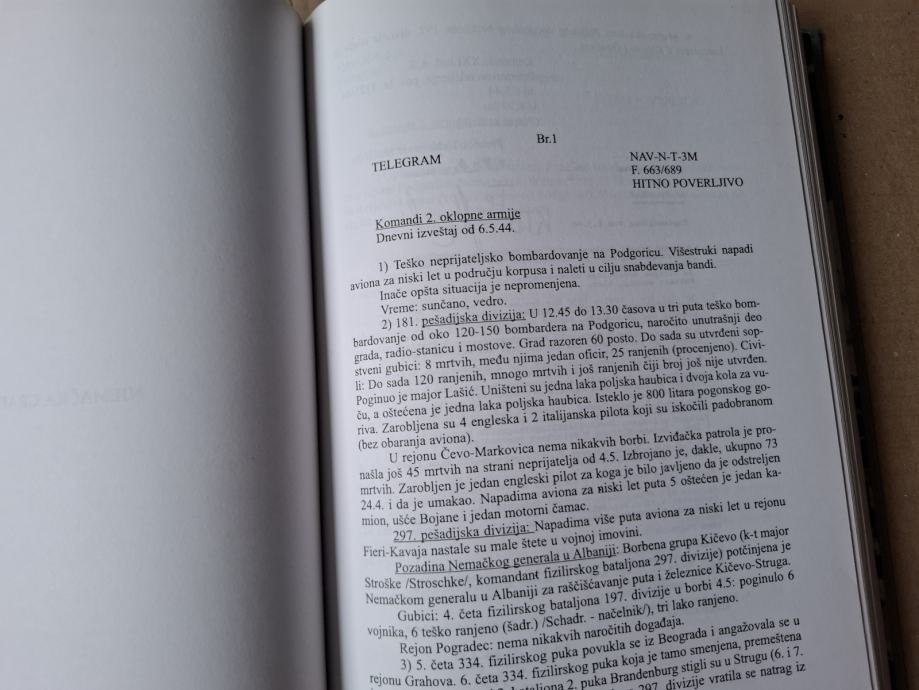 Br.1
TELEGRAM
NAV-N-T-3M
F. 663/689
HITNO POVERLJIVO
Komandi 2. oklopne armije
Dnevni izveštaj od 6.5.44.
1) Teško neprijateljsko bombardovanje na Podgoricu. Višestruki napadi
aviona za niski let u području korpusa i naleti u cilju snabdevanja bandi.
Inače opšta situacija je nepromenjena.
Vreme: sunčano, vedro.
2) 181. pešadijska divizija: U 12.45 do 13.30 časova u tri puta teško bom-
bardovanje od oko 120-150 bombardera na Podgoricu, naročito unutrašnji deo
grada, radio-stanicu i mostove. Grad razoren 60 posto. Do sada su utvrđeni sop-
stveni gubici: 8 mrtvih, među njima jedan oficir, 25 ranjenih (procenjeno). Civi-
li: Do sada 120 ranjenih, mnogo mrtvih i još ranjenih čiji broj još nije utvrđen.
Poginuo je major Lašić. Uništeni su jedna laka poljska haubica i dvoja kola za vu-
ču, a oštećena je jedna laka poljska haubica. Isteklo je 800 litara pogonskog go-
riva. Zarobljena su 4 engleska i 2 italijanska pilota koji su iskočili padobranom
(bez obaranja aviona).
U rejonu Čevo-Markovica nema nikakvih borbi. Izviđačka patrola je pro-
našla još 45 mrtvih na strani neprijatelja od 4.5. Izbrojano je, dakle, ukupno 73
mrtvih. Zarobljen je jedan engleski pilot za koga je bilo javljeno da je odstreljen
24.4. i da je umakao. Napadima aviona za niski let puta 5 oštećen je jedan ka-
mion, ušće Bojane i jedan motorni čamac.
297. pešadijska divizija: Napadima više puta aviona za niski let u rejonu
Fieri-Kavaja nastale su male štete u vojnoj imovini.
Pozadina Nemačkog generala u Albaniji: Borbena grupa Kičevo (k-t major
Stroške /Stroschke/, komandant fizilirskog bataljona 297. divizije) potčinjena je
Nemačkom generalu u Albaniji za raščišćavanje puta i železnice Kičevo-Struga.
Gubici: 4. četa fizilirskog bataljona 197. divizije u borbi 4.5: poginulo 6
vojnika, 6 teško ranjeno (šadr.) /Schadr. - načelnik/), tri lako ranjeno.
Rejon Pogradec: nema nikakvih naročitih događaja.
3) 5. četa 334. fizilirskog puka povukla se iz Beograda i angažovala se u
rejonu Grahova. 6. četa 334. fizilirskog puka koja je tamo smenjena, premeštena
bataljona 2. puka Brandenburg stigli su u Strugu (6. i 7.
297. divizije vratila se natrag iz